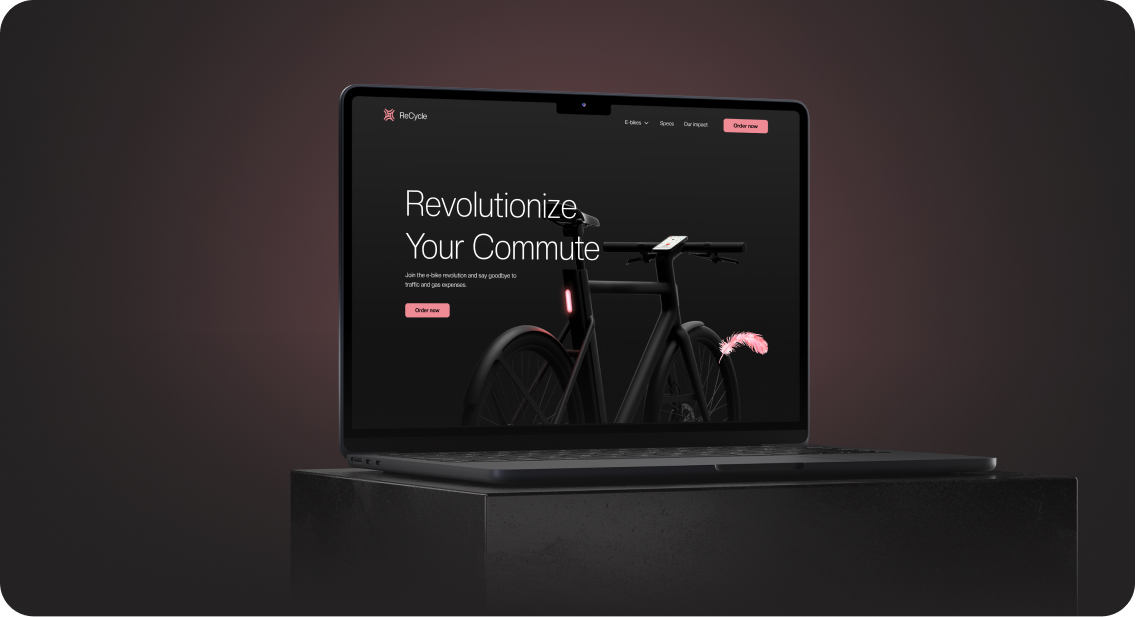 ReCycle
E-bikes
Specs
Our impact
Order now
Revolutionize
Your Commute
Join the e-bike revolution and say goodbye to
traffic and gas expenses.
Order now